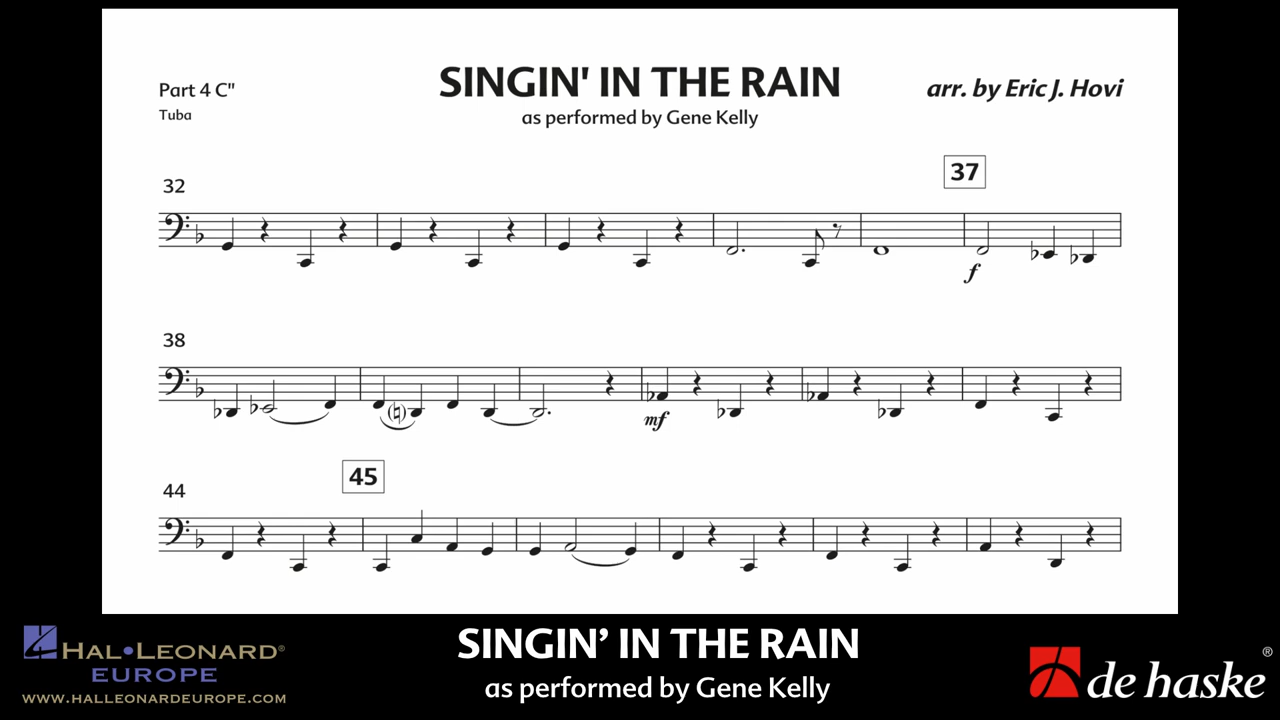 SINGIN' IN THE RAIN
Part 4 C"
arr. by Eric J. Hovi
Tuba
as performed by Gene Kelly
37
32
f
38
mf
45
44
SINGIN’ IN THE RAIN
as performed by Gene Kelly
HAL•LEONARD®
EUROPE
WWW.HALLEONARDEUROPE.COM
de haske®